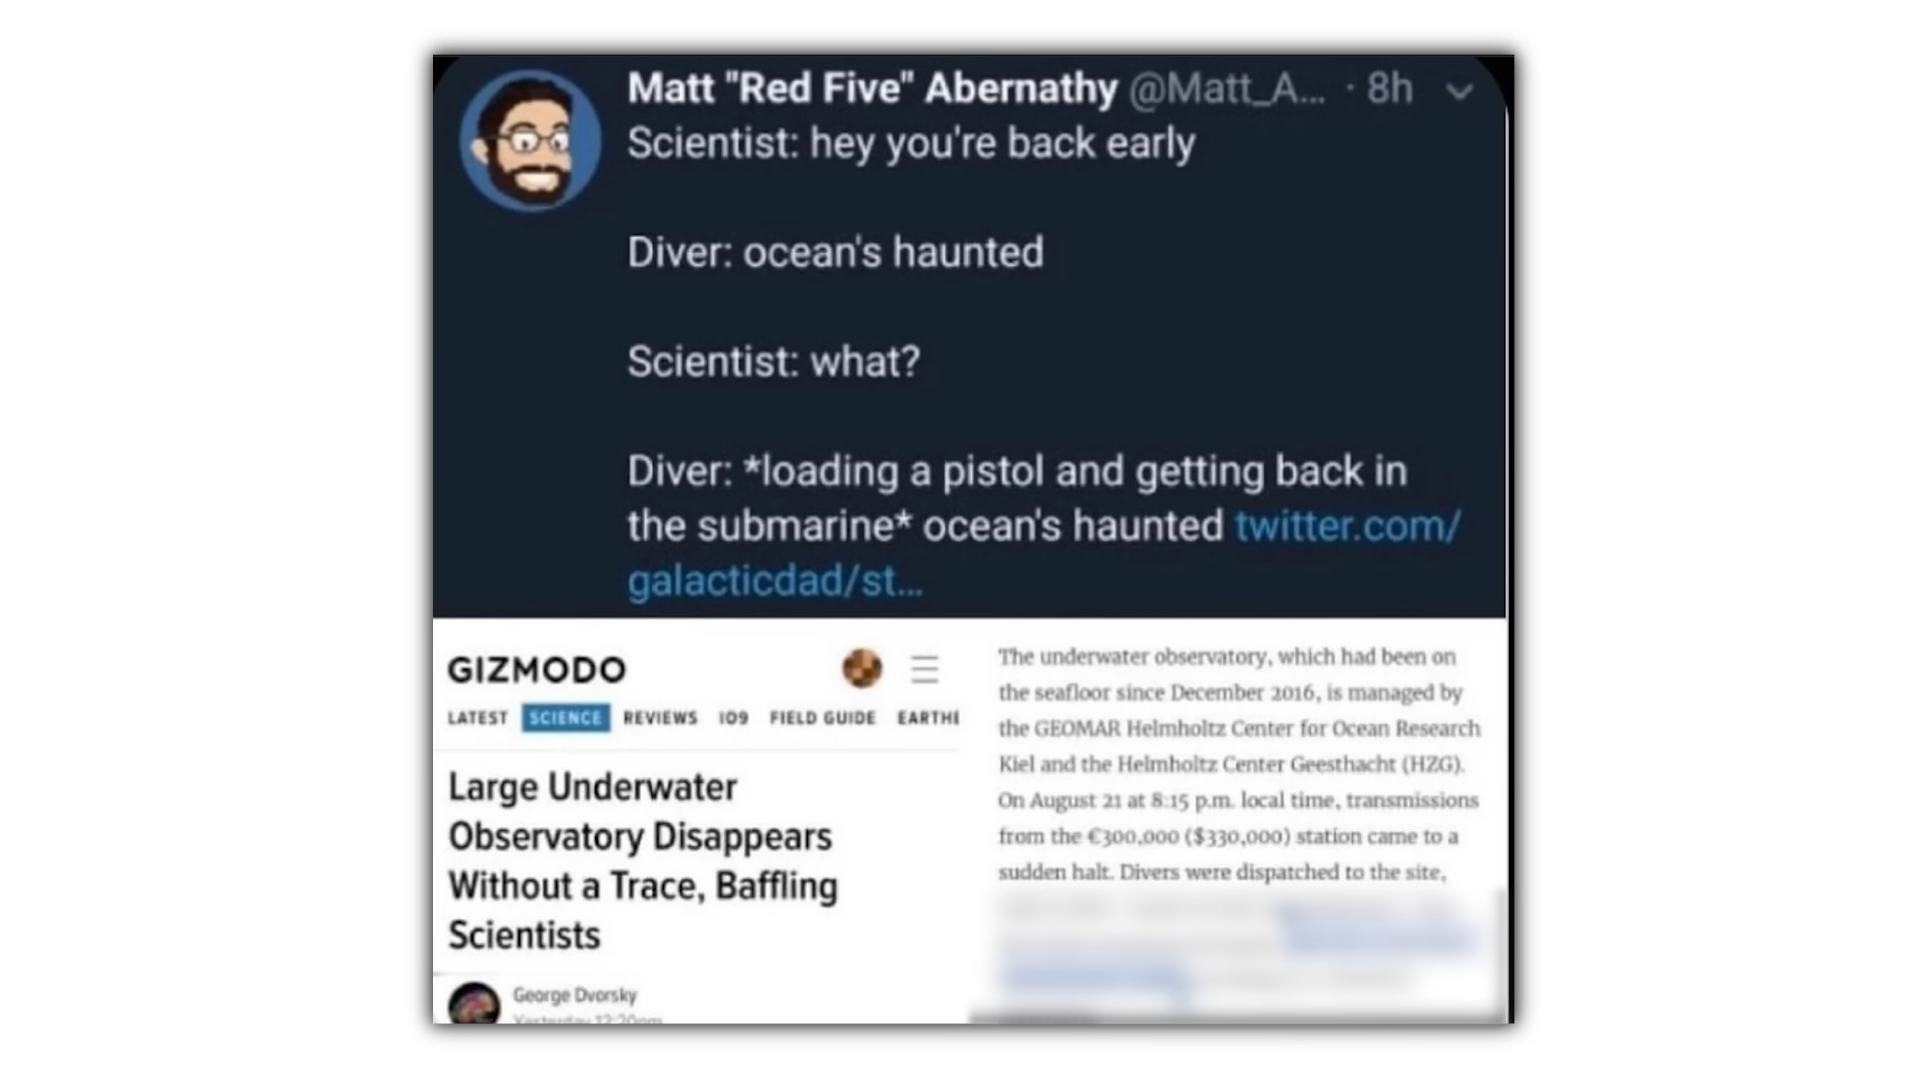 Matt "Red Five" Abernathy @Matt_A... · 8h
Scientist: hey you're back early
Diver: ocean's haunted
Scientist: what?
Diver: *loading a pistol and getting back in
the submarine* ocean's haunted twitter.com/
galacticdad/st...
GIZMODO
LATEST SCIENCE REVIEWS IO9 FIELD GUIDE EARTHE
Large Underwater
Observatory Disappears
Without a Trace, Baffling
Scientists
George Dvorsky
Yesterday 12:20pm
The underwater observatory, which had been on
the seafloor since December 2016, is managed by
the GEOMAR Helmholtz Center for Ocean Research
Kiel and the Helmholtz Center Geesthacht (HZG).
On August 21 at 8:15 p.m. local time, transmissions
from the €300,000 ($330,000) station came to a
sudden halt. Divers were dispatched to the site,